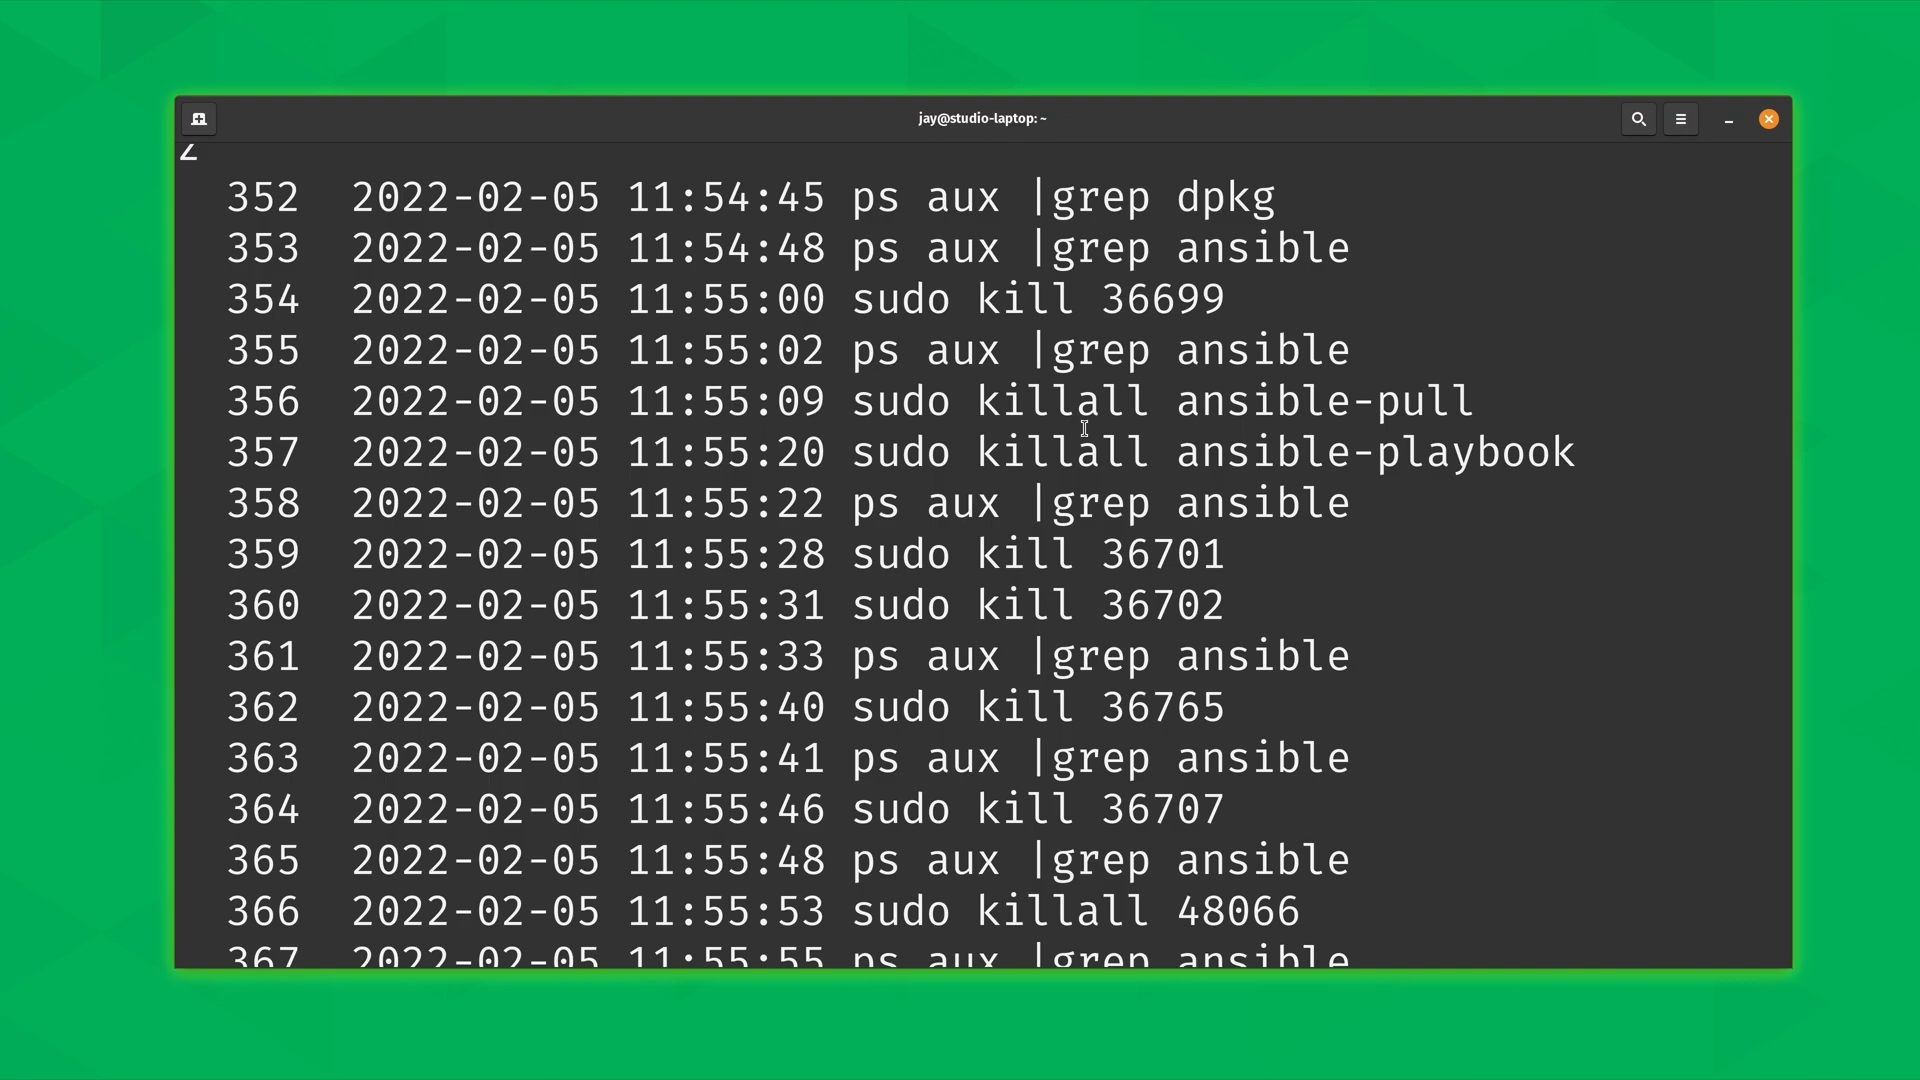 jay@studio-laptop: ~
352 2022-02-05 11:54:45 ps aux |grep dpkg
353 2022-02-05 11:54:48 ps aux |grep ansible
354 2022-02-05 11:55:00 sudo kill 36699
355 2022-02-05 11:55:02 ps aux |grep ansible
356 2022-02-05 11:55:09 sudo killall ansible-pull
357 2022-02-05 11:55:20 sudo killall ansible-playbook
358 2022-02-05 11:55:22 ps aux |grep ansible
359 2022-02-05 11:55:28 sudo kill 36701
360 2022-02-05 11:55:31 sudo kill 36702
361 2022-02-05 11:55:33 ps aux |grep ansible
362 2022-02-05 11:55:40 sudo kill 36765
363 2022-02-05 11:55:41 ps aux |grep ansible
364 2022-02-05 11:55:46 sudo kill 36707
365 2022-02-05 11:55:48 ps aux |grep ansible
366 2022-02-05 11:55:53 sudo killall 48066
367 2022-02-05 11:55:55 ps aux |grep ansible